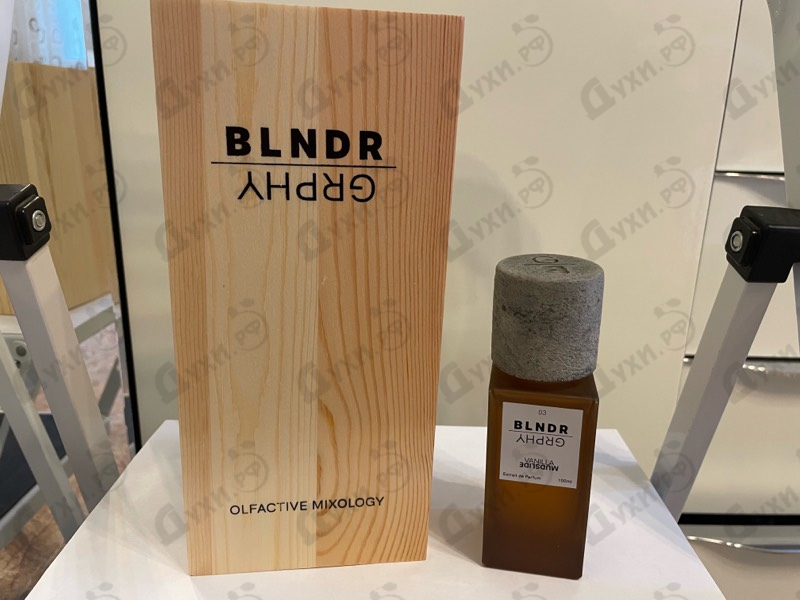 BLNDR
GRPHY
OLFACTIVE MIXOLOGY
03
BLNDR
GRPHY
VANILLA
MUDSLIDE
Extrait de Parfum 100ml
Духи.рф